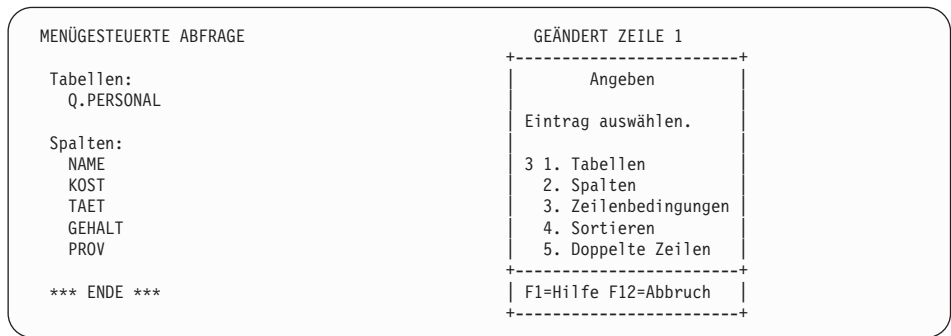 MENÜGESTEUERTE ABFRAGE GEÄNDERT ZEILE 1
+-------------------------+
Tabellen: | Angeben |
Q.PERSONAL | |
| Eintrag auswählen. |
Spalten: | |
NAME | 3 1. Tabellen |
KOST | 2. Spalten |
TAET | 3. Zeilenbedingungen |
GEHALT | 4. Sortieren |
PROV | 5. Doppelte Zeilen |
+-------------------------+
*** ENDE *** | F1=Hilfe F12=Abbruch |
+-------------------------+